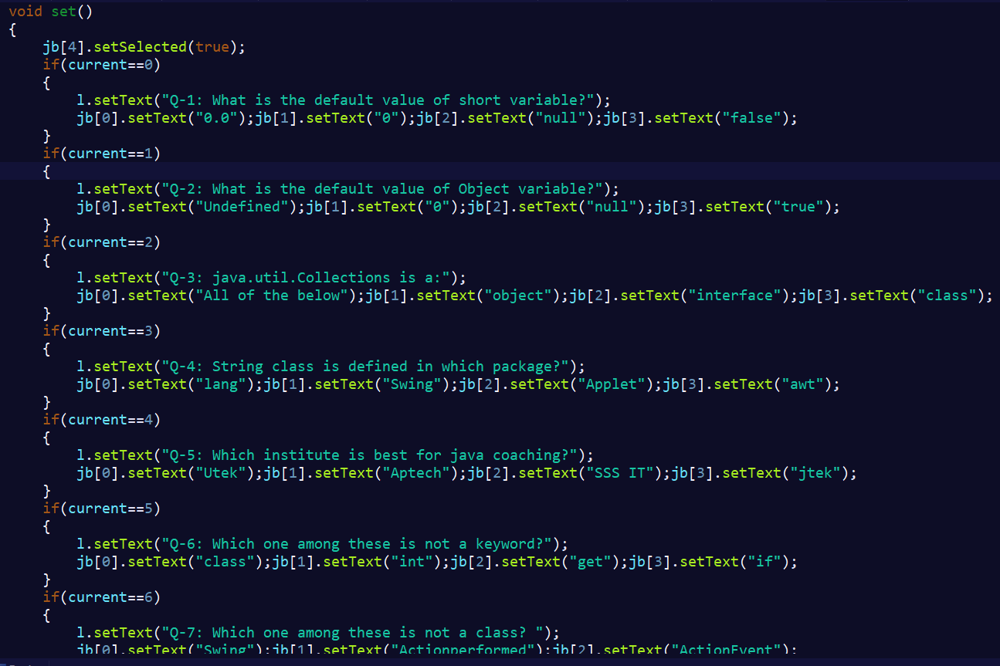 void set()
{
    jb[4].setSelected(true);
    if(current==0)
    {
        l.setText("Q-1: What is the default value of short variable?");
        jb[0].setText("0.0");jb[1].setText("0");jb[2].setText("null");jb[3].setText("false");
    }
    if(current==1)
    {
        l.setText("Q-2: What is the default value of Object variable?");
        jb[0].setText("Undefined");jb[1].setText("0");jb[2].setText("null");jb[3].setText("true");
    }
    if(current==2)
    {
        l.setText("Q-3: java.util.Collections is a:");
        jb[0].setText("All of the below");jb[1].setText("object");jb[2].setText("interface");jb[3].setText("class");
    }
    if(current==3)
    {
        l.setText("Q-4: String class is defined in which package?");
        jb[0].setText("lang");jb[1].setText("Swing");jb[2].setText("Applet");jb[3].setText("awt");
    }
    if(current==4)
    {
        l.setText("Q-5: Which institute is best for java coaching?");
        jb[0].setText("Utek");jb[1].setText("Aptech");jb[2].setText("SSS IT");jb[3].setText("jtek");
    }
    if(current==5)
    {
        l.setText("Q-6: Which one among these is not a keyword?");
        jb[0].setText("class");jb[1].setText("int");jb[2].setText("get");jb[3].setText("if");
    }
    if(current==6)
    {
        l.setText("Q-7: Which one among these is not a class? ");
        jb[0].setText("Swing");jb[1].setText("Actionperformed");jb[2].setText("ActionEvent");